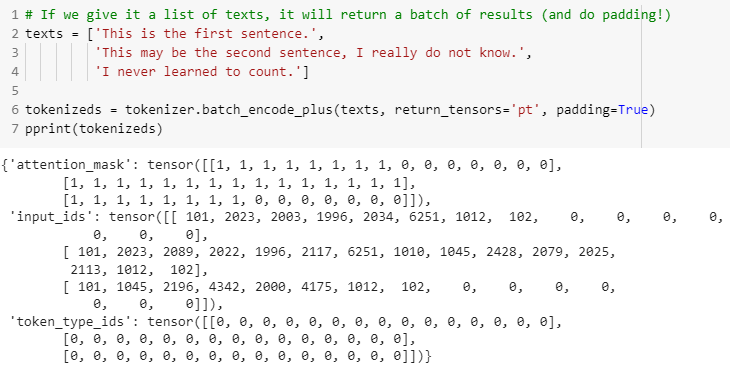 1 # If we give it a list of texts, it will return a batch of results (and do padding!)
2 texts = ['This is the first sentence.',
3          'This may be the second sentence, I really do not know.',
4          'I never learned to count.']
5
6 tokenizeds = tokenizer.batch_encode_plus(texts, return_tensors='pt', padding=True)
7 pprint(tokenizeds)
{'attention_mask': tensor([[1, 1, 1, 1, 1, 1, 1, 1, 0, 0, 0, 0, 0, 0, 0],
        [1, 1, 1, 1, 1, 1, 1, 1, 1, 1, 1, 1, 1, 1, 1],
        [1, 1, 1, 1, 1, 1, 1, 1, 0, 0, 0, 0, 0, 0, 0]]),
 'input_ids': tensor([[ 101, 2023, 2003, 1996, 2034, 6251, 1012,  102,    0,    0,    0,    0,
            0,    0,    0],
        [ 101, 2023, 2089, 2022, 1996, 2117, 6251, 1010, 1045, 2428, 2079, 2025,
         2113, 1012,  102],
        [ 101, 1045, 2196, 4342, 2000, 4175, 1012,  102,    0,    0,    0,    0,
            0,    0,    0]]),
 'token_type_ids': tensor([[0, 0, 0, 0, 0, 0, 0, 0, 0, 0, 0, 0, 0, 0, 0],
        [0, 0, 0, 0, 0, 0, 0, 0, 0, 0, 0, 0, 0, 0, 0],
        [0, 0, 0, 0, 0, 0, 0, 0, 0, 0, 0, 0, 0, 0, 0]])}